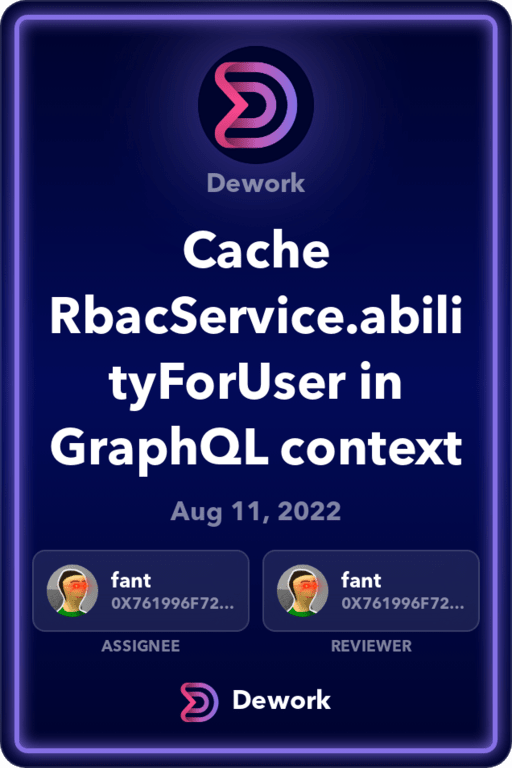 Dework
Cache
RbacService.abili
tyForUser in
GraphQL context
Aug 11, 2022
fant
0X761996F72...
fant
0X761996F72...
ASSIGNEE
REVIEWER
Dework